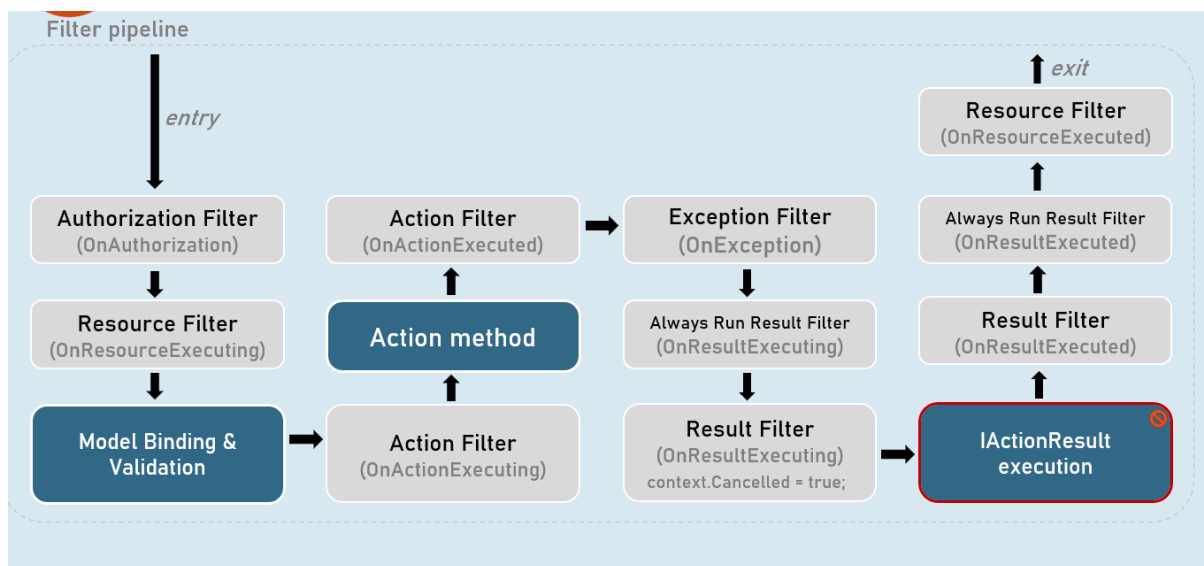 Filter pipeline
entry
Authorization Filter
(OnAuthorization)
Resource Filter
(OnResourceExecuting)
Model Binding &
Validation
Action Filter
(OnActionExecuting)
Action method
Action Filter
(OnActionExecuted)
Exception Filter
(OnException)
Always Run Result Filter
(OnResultExecuting)
Result Filter
(OnResultExecuting)
context.Cancelled = true;
IActionResult
execution
Result Filter
(OnResultExecuted)
Always Run Result Filter
(OnResultExecuted)
Resource Filter
(OnResourceExecuted)
exit